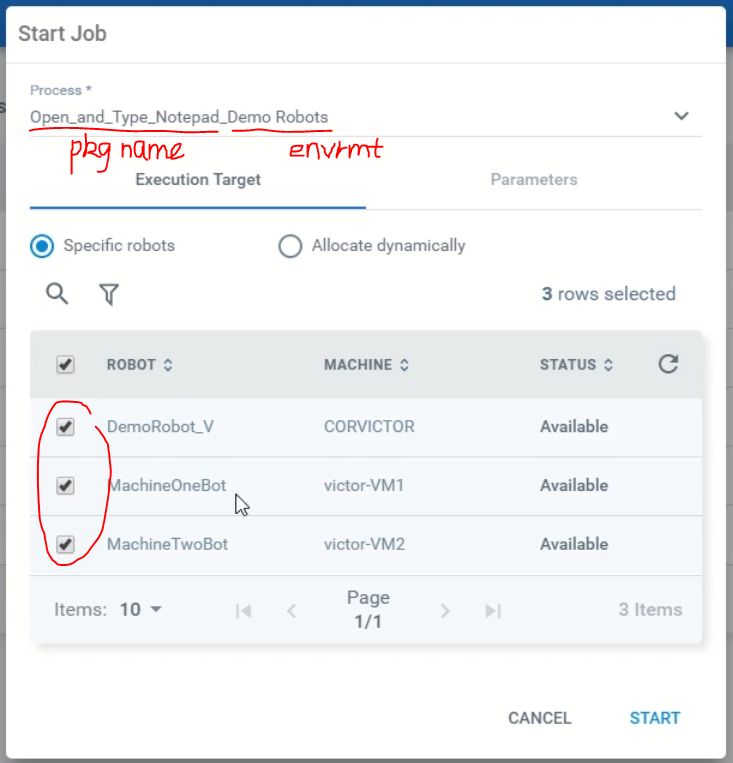 Start Job
Process *
Open_and_Type_Notepad_Demo Robots
pkg name envrmt
Execution Target Parameters
Specific robots Allocate dynamically
3 rows selected
ROBOT MACHINE STATUS
DemoRobot_V CORVICTOR Available
MachineOneBot victor-VM1 Available
MachineTwoBot victor-VM2 Available
Items: 10 Page 3 Items
1/1
CANCEL START